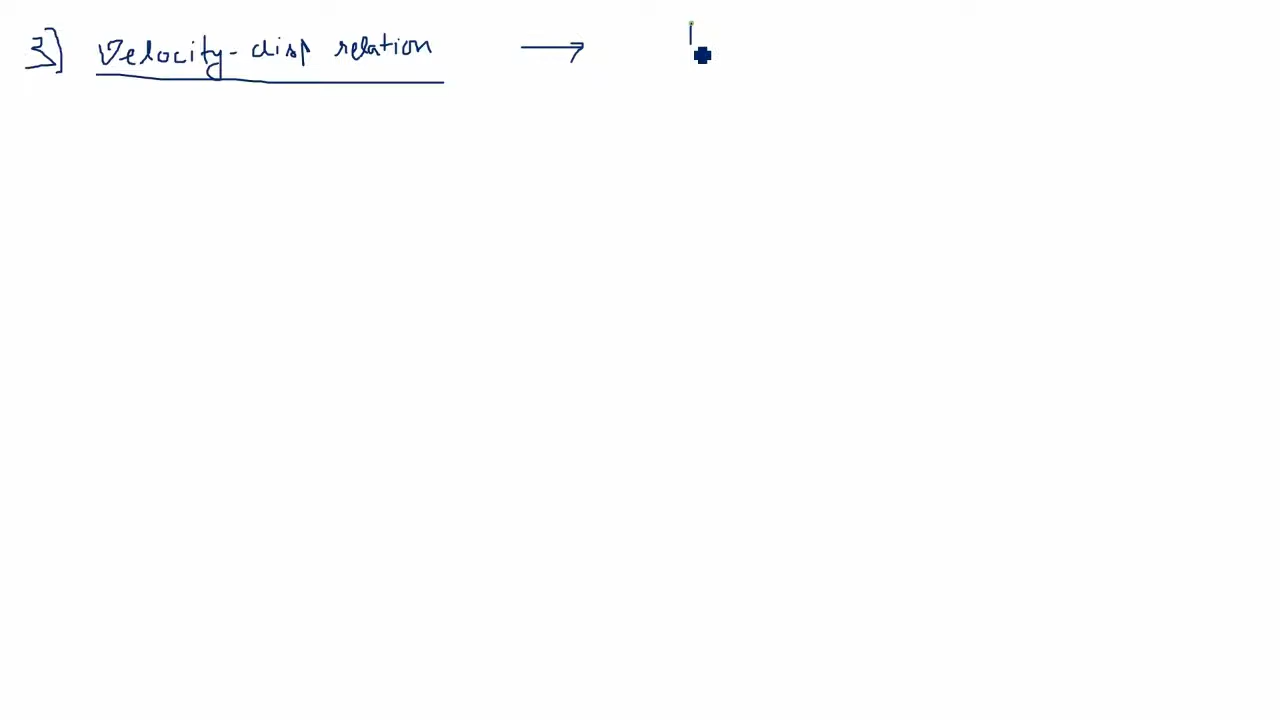 3] Velocity - disp relation →